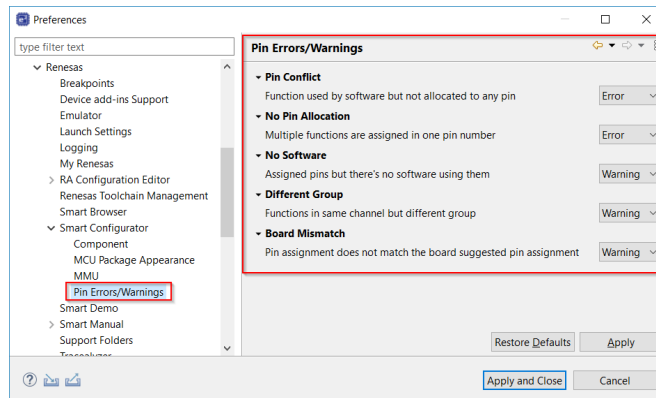 Preferences
type filter text
Renesas
Breakpoints
Device add-ins Support
Emulator
Launch Settings
Logging
My Renesas
RA Configuration Editor
Renesas Toolchain Management
Smart Browser
Smart Configurator
Component
MCU Package Appearance
MMU
Pin Errors/Warnings
Smart Demo
Smart Manual
Support Folders
Tracealyzer
Pin Errors/Warnings
Pin Conflict
Function used by software but not allocated to any pin Error
No Pin Allocation
Multiple functions are assigned in one pin number Error
No Software
Assigned pins but there's no software using them Warning
Different Group
Functions in same channel but different group Warning
Board Mismatch
Pin assignment does not match the board suggested pin assignment Warning
Restore Defaults Apply
Apply and Close Cancel